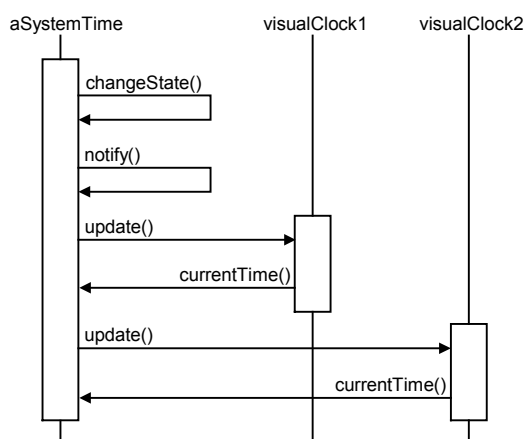 aSystemTime visualClock1 visualClock2
changeState()
notify()
update()
currentTime()
update()
currentTime()